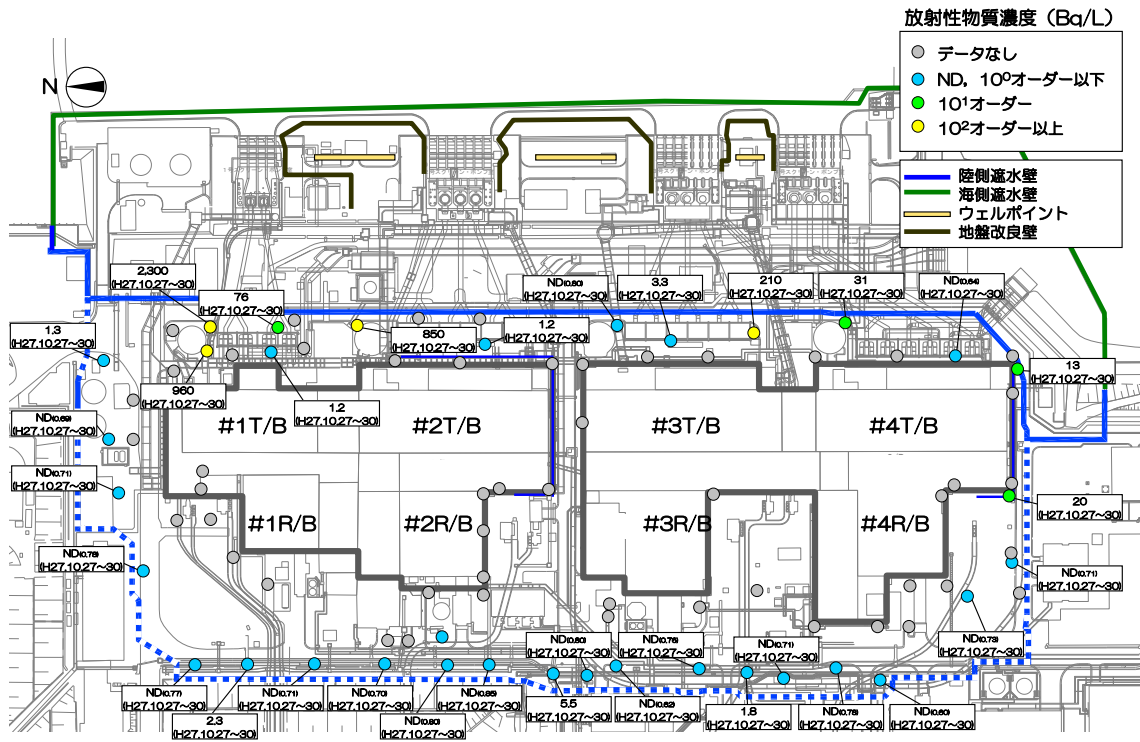 放射性物質濃度（Bq/L）
データなし
ND，10⁰オーダー以下
10¹オーダー
10²オーダー以上
陸側遮水壁
海側遮水壁
ウェルポイント
地盤改良壁
N
2,300
(H27.10.27～30)
76
(H27.10.27～30)
ND(0.60)
(H27.10.27～30)
3.3
(H27.10.27～30)
210
(H27.10.27～30)
31
(H27.10.27～30)
ND(0.64)
(H27.10.27～30)
1.3
(H27.10.27～30)
850
(H27.10.27～30)
1.2
(H27.10.27～30)
13
(H27.10.27～30)
960
(H27.10.27～30)
1.2
(H27.10.27～30)
ND(0.69)
(H27.10.27～30)
#1T/B
#2T/B
#3T/B
#4T/B
ND(0.71)
(H27.10.27～30)
20
(H27.10.27～30)
#1R/B
#2R/B
#3R/B
#4R/B
ND(0.78)
(H27.10.27～30)
ND(0.71)
(H27.10.27～30)
ND(0.60)
(H27.10.27～30)
ND(0.76)
(H27.10.27～30)
ND(0.71)
(H27.10.27～30)
ND(0.73)
(H27.10.27～30)
ND(0.77)
(H27.10.27～30)
2.3
(H27.10.27～30)
ND(0.71)
(H27.10.27～30)
ND(0.70)
(H27.10.27～30)
ND(0.80)
(H27.10.27～30)
ND(0.85)
(H27.10.27～30)
5.5
(H27.10.27～30)
ND(0.62)
(H27.10.27～30)
1.8
(H27.10.27～30)
ND(0.78)
(H27.10.27～30)
ND(0.60)
(H27.10.27～30)